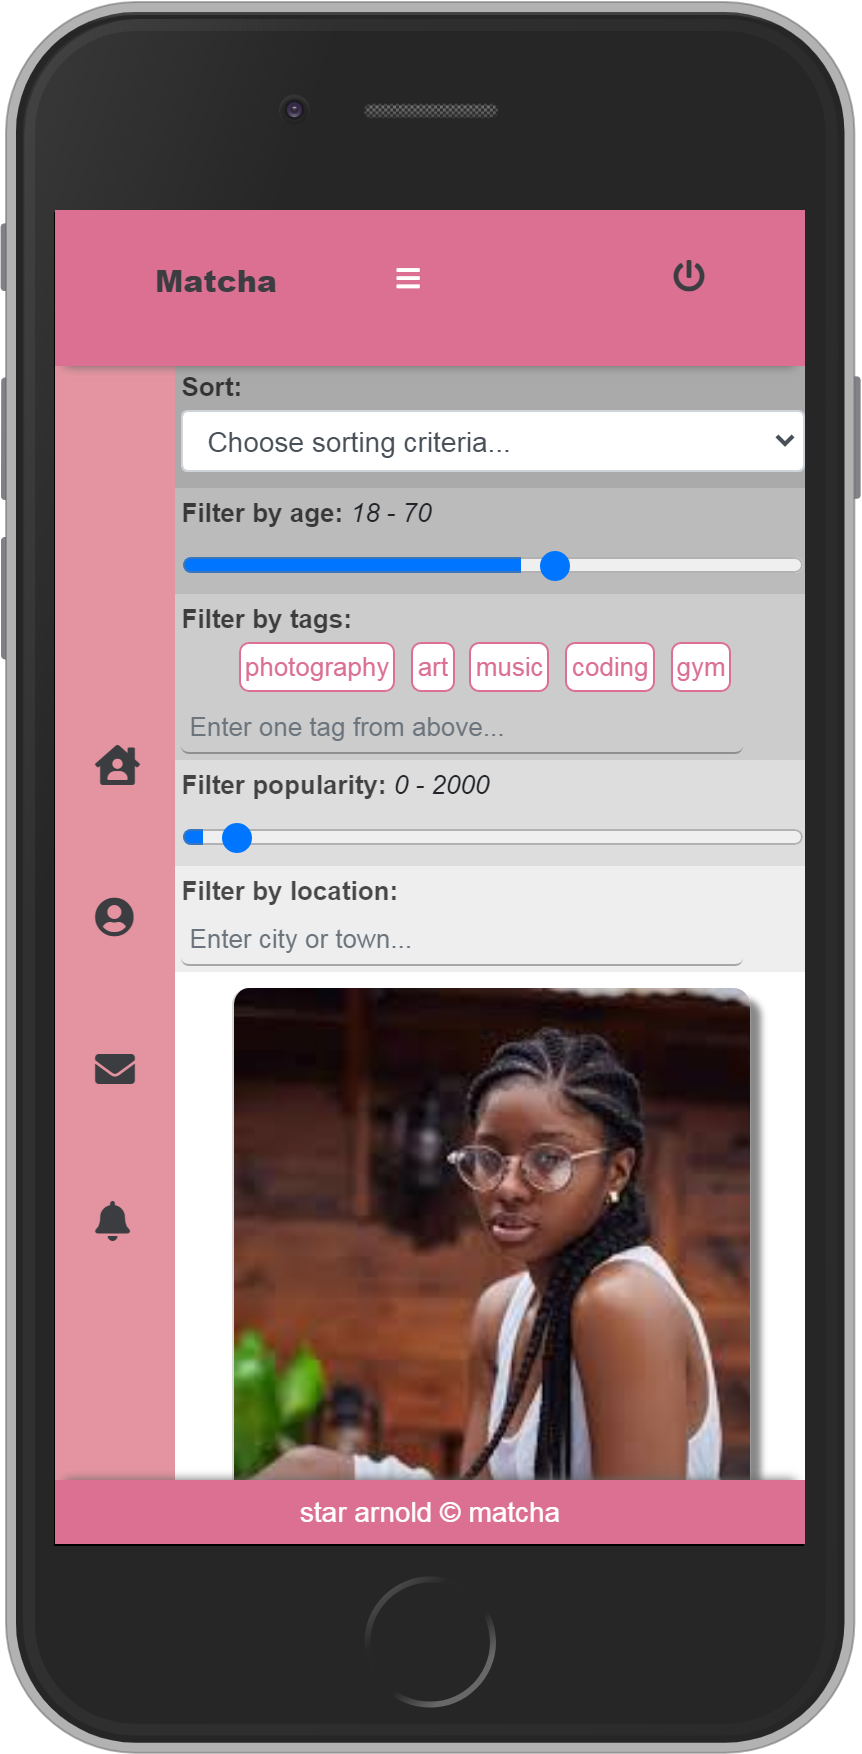 Matcha
Sort:
Choose sorting criteria...
Filter by age: 18 - 70
Filter by tags:
photography art music coding gym
Enter one tag from above...
Filter popularity: 0 - 2000
Filter by location:
Enter city or town...
star arnold © matcha